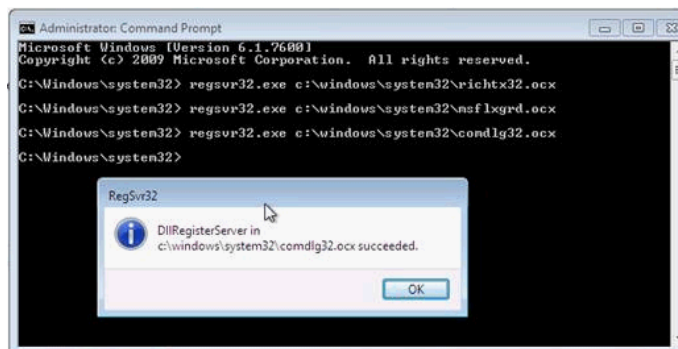 Administrator: Command Prompt
Microsoft Windows [Version 6.1.7600]
Copyright (c) 2009 Microsoft Corporation.  All rights reserved.
C:\Windows\system32> regsvr32.exe c:\windows\system32\richtx32.ocx
C:\Windows\system32> regsvr32.exe c:\windows\system32\msflxgrd.ocx
C:\Windows\system32> regsvr32.exe c:\windows\system32\comdlg32.ocx
C:\Windows\system32>
RegSvr32
DllRegisterServer in
c:\windows\system32\comdlg32.ocx succeeded.
OK